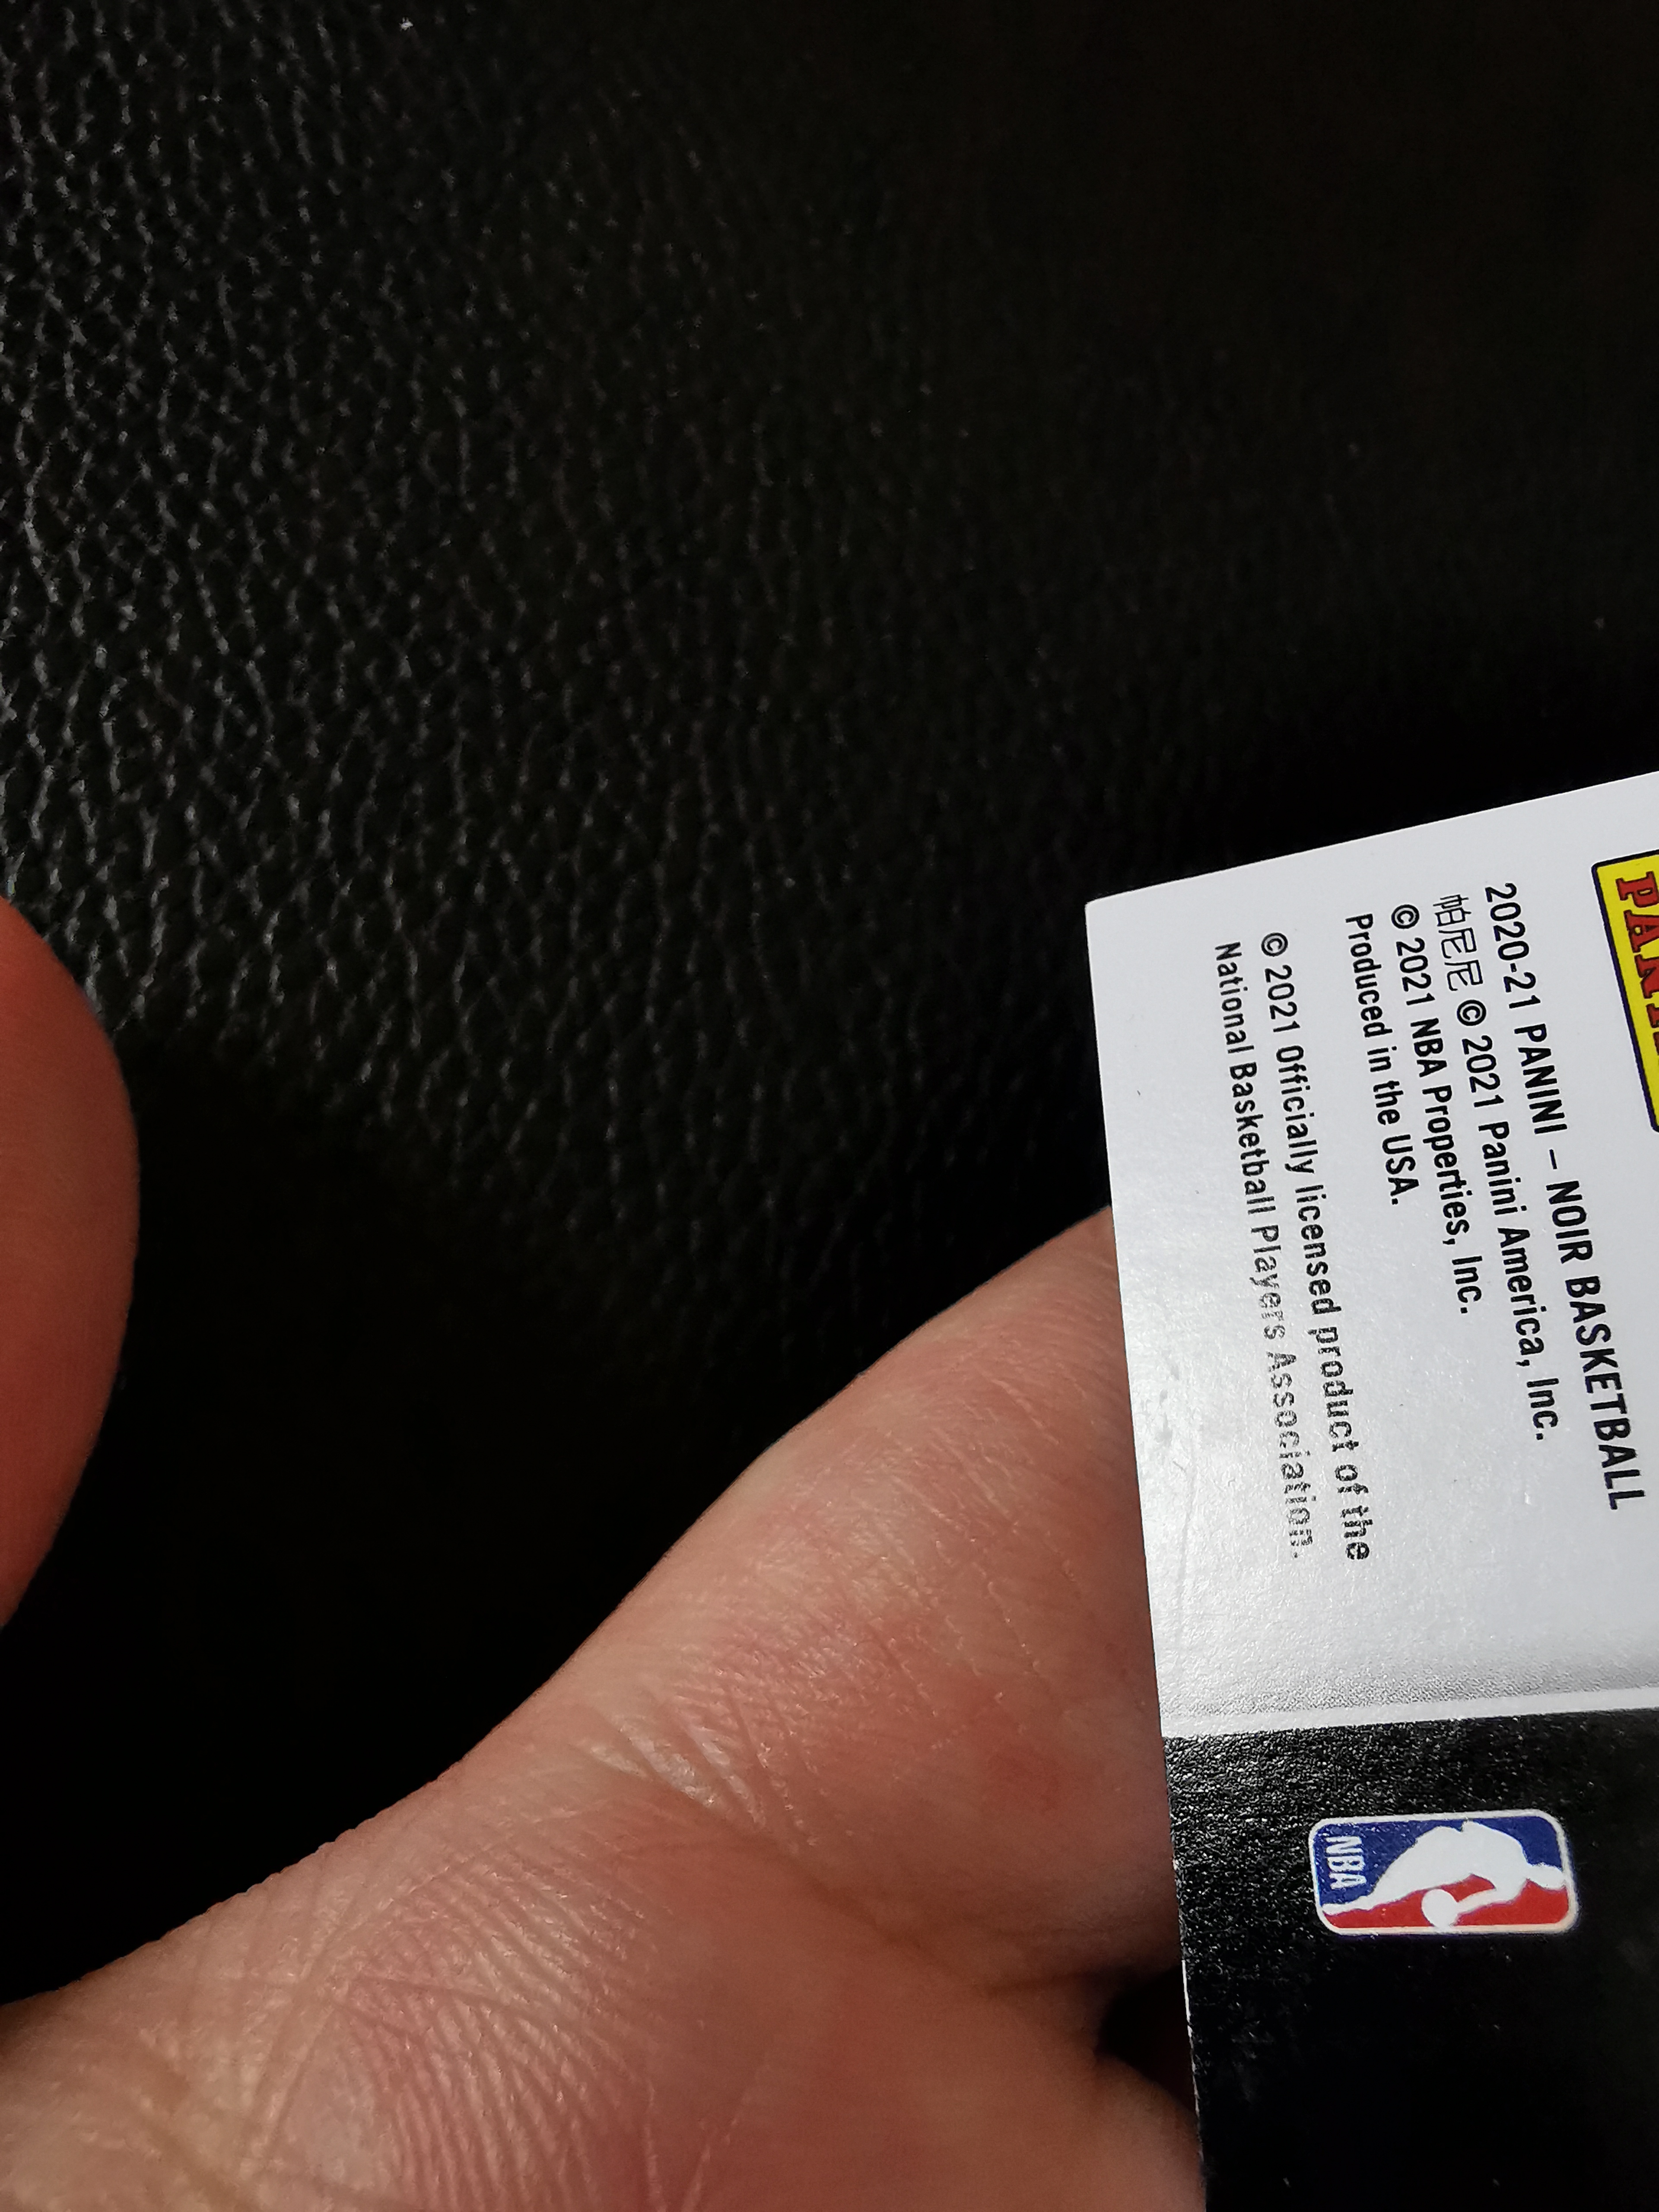 2020-21 PANINI – NOIR BASKETBALL
帕尼尼 © 2021 Panini America, Inc.
© 2021 NBA Properties, Inc.
Produced in the USA.
© 2021 Officially licensed product of the
National Basketball Players Association.
NBA